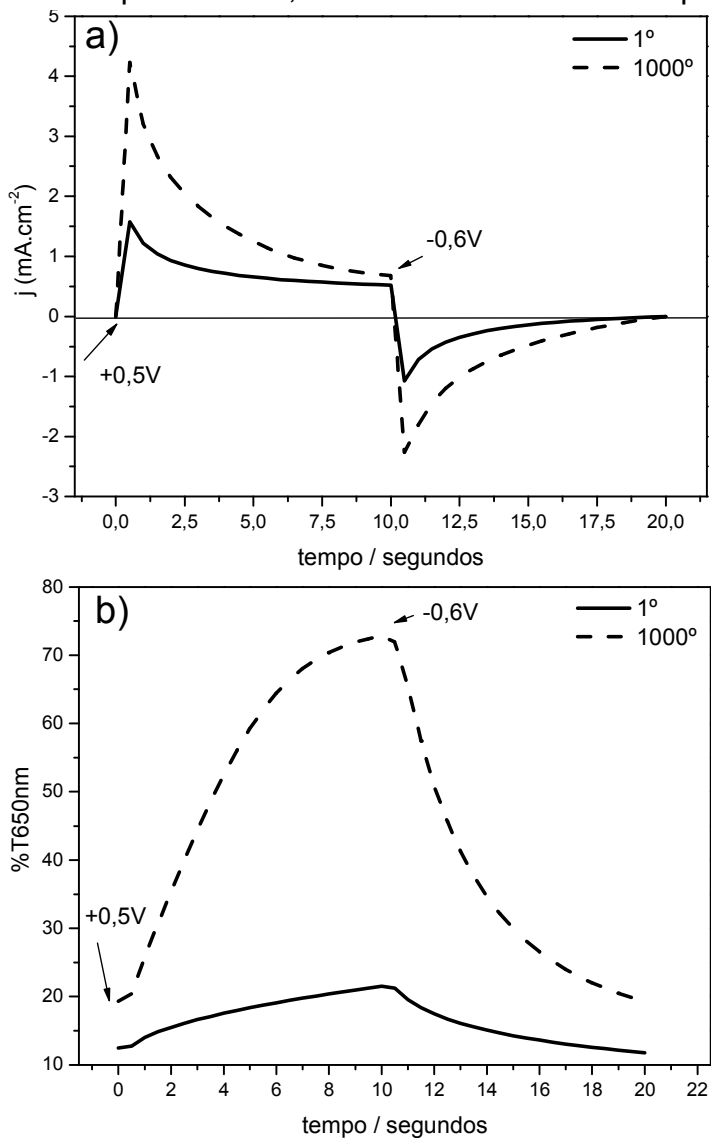 a)
1º
1000º
j (mA.cm-2)
5
4
3
2
1
0
-1
-2
-3
+0,5V
-0,6V
0,0 2,5 5,0 7,5 10,0 12,5 15,0 17,5 20,0
tempo / segundos
b)
1º
1000º
%T650nm
80
70
60
50
40
30
20
10
-0,6V
+0,5V
0 2 4 6 8 10 12 14 16 18 20 22
tempo / segundos